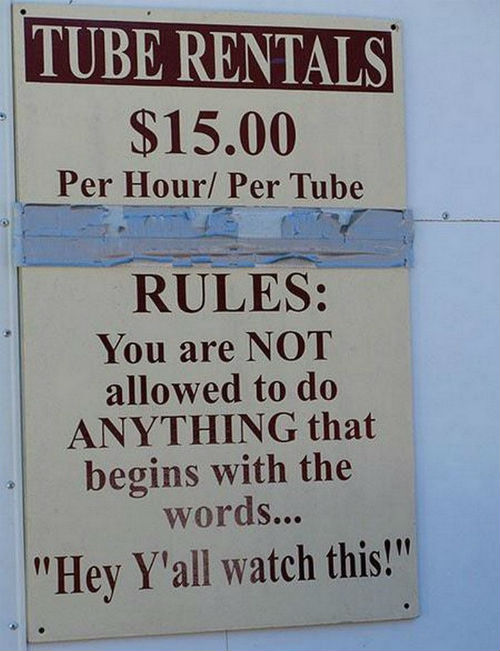 TUBE RENTALS
$15.00
Per Hour/ Per Tube
RULES:
You are NOT
allowed to do
ANYTHING that
begins with the
words...
"Hey Y'all watch this!"